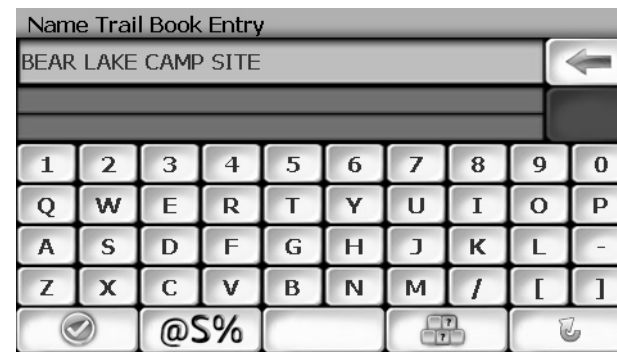 Name Trail Book Entry
BEAR LAKE CAMP SITE
1 2 3 4 5 6 7 8 9 0
Q W E R T Y U I O P
A S D F G H J K L -
Z X C V B N M / [ ]
@S% ? ?